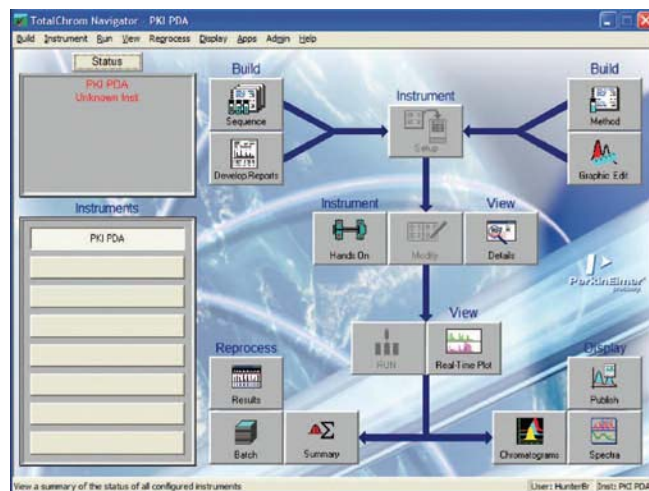 TotalChrom Navigator - PKI PDA
Build Instrument Run View Reprocess Display Apps Admin Help
Status
PKI PDA
Unknown Inst
Instruments
PKI PDA
Build
Sequence
Develop Reports
Instrument
Setup
Build
Method
Graphic Edit
Instrument
Hands On
Modify
View
Details
PerkinElmer
precisely.
View
RUN
Real-Time Plot
Reprocess
Results
Batch
Summary
Display
Publish
Chromatograms
Spectra
View a summary of the status of all configured instruments
User: HunterBr Inst: PKI PDA